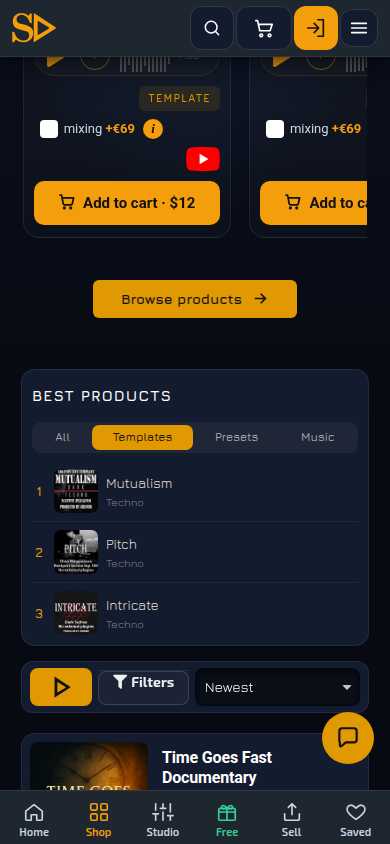 TEMPLATE
mixing +€69 i
mixing +€69
Add to cart · $12
Add to
Browse products →
BEST PRODUCTS
All Templates Presets Music
1 MUTUALISM Mutualism
Techno
2 PITCH Pitch
Techno
3 INTRICATE Intricate
Techno
Filters Newest
Time Goes Fast
Documentary
TIME GOES
Home Shop Studio Free Sell Saved